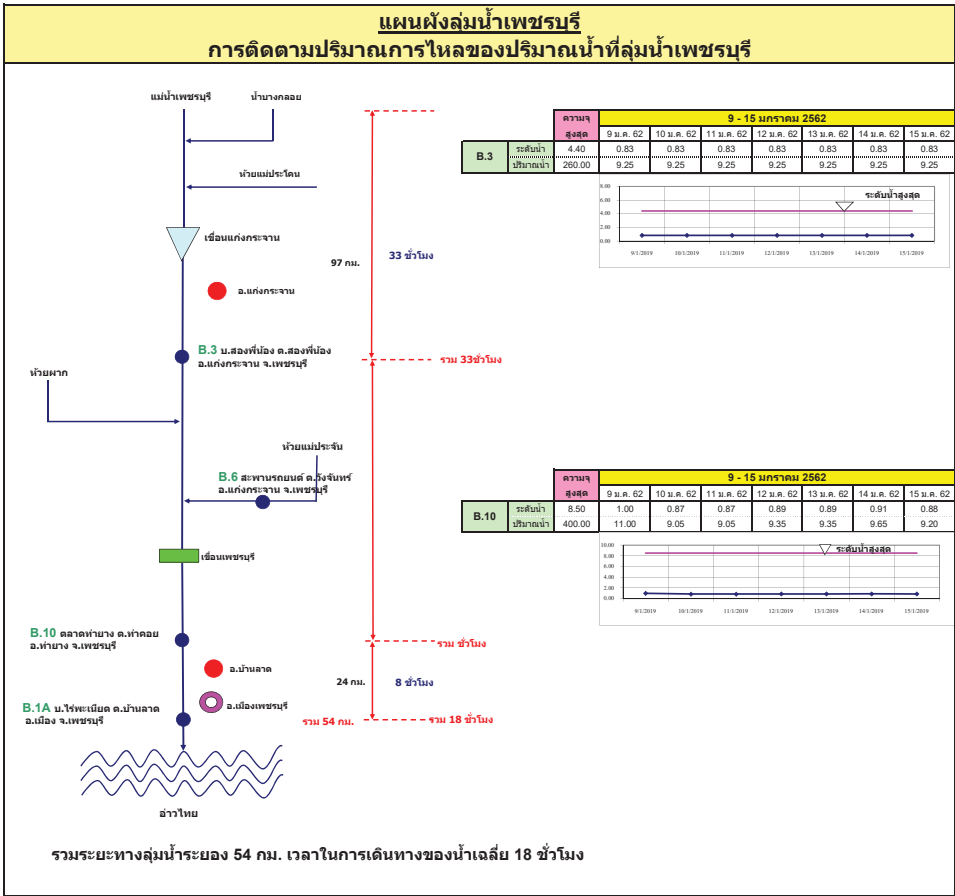 แผนผังลุ่มน้ำเพชรบุรี
การติดตามปริมาณการไหลของปริมาณน้ำที่ลุ่มน้ำเพชรบุรี
แม่น้ำเพชรบุรี
น้ำบางกลอย
ห้วยแม่ประโดน
เขื่อนแก่งกระจาน
97 กม.
33 ชั่วโมง
อ.แก่งกระจาน
B.3 บ.สองพี่น้อง ต.สองพี่น้อง
อ.แก่งกระจาน จ.เพชรบุรี
รวม 33ชั่วโมง
ห้วยผาก
ห้วยแม่ประจัน
B.6 สะพานรถยนต์ ต.วังจันทร์
อ.แก่งกระจาน จ.เพชรบุรี
เขื่อนเพชรบุรี
B.10 ตลาดท่ายาง ต.ท่าคอย
อ.ท่ายาง จ.เพชรบุรี
รวม ชั่วโมง
อ.บ้านลาด
24 กม.
8 ชั่วโมง
อ.เมืองเพชรบุรี
B.1A บ.ไร่พะเนียด ต.บ้านลาด
อ.เมือง จ.เพชรบุรี
รวม 54 กม.
รวม 18 ชั่วโมง
อ่าวไทย
รวมระยะทางลุ่มน้ำระยอง 54 กม. เวลาในการเดินทางของน้ำเฉลี่ย 18 ชั่วโมง
ความจุ
สูงสุด
9 - 15 มกราคม 2562
9 ม.ค. 62 10 ม.ค. 62 11 ม.ค. 62 12 ม.ค. 62 13 ม.ค. 62 14 ม.ค. 62 15 ม.ค. 62
B.3
ระดับน้ำ 4.40 0.83 0.83 0.83 0.83 0.83 0.83 0.83
ปริมาณน้ำ 260.00 9.25 9.25 9.25 9.25 9.25 9.25 9.25
ระดับน้ำสูงสุด
8.00
6.00
4.00
2.00
0.00
9/1/2019 10/1/2019 11/1/2019 12/1/2019 13/1/2019 14/1/2019 15/1/2019
ความจุ
สูงสุด
9 - 15 มกราคม 2562
9 ม.ค. 62 10 ม.ค. 62 11 ม.ค. 62 12 ม.ค. 62 13 ม.ค. 62 14 ม.ค. 62 15 ม.ค. 62
B.10
ระดับน้ำ 8.50 1.00 0.87 0.87 0.89 0.89 0.91 0.88
ปริมาณน้ำ 400.00 11.00 9.05 9.05 9.35 9.35 9.65 9.20
ระดับน้ำสูงสุด
10.00
8.00
6.00
4.00
2.00
0.00
9/1/2019 10/1/2019 11/1/2019 12/1/2019 13/1/2019 14/1/2019 15/1/2019